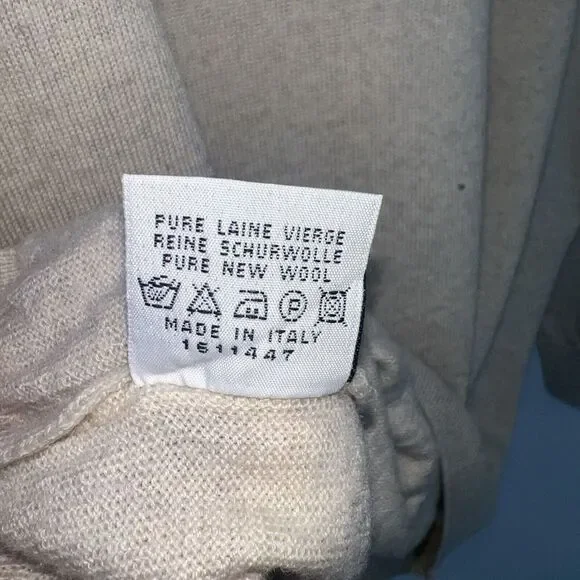 PURE LAINE VIERGE
REINE SCHURWOLLE
PURE NEW WOOL
P
MADE IN ITALY
1611447